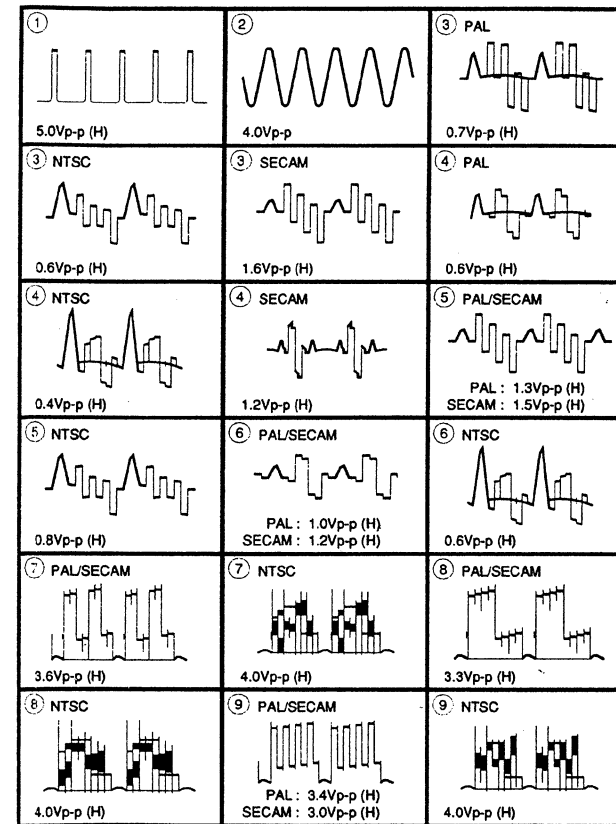 ① 
5.0Vp-p (H)
② 
4.0Vp-p
③ PAL
0.7Vp-p (H)
③ NTSC
0.6Vp-p (H)
③ SECAM
1.6Vp-p (H)
④ PAL
0.6Vp-p (H)
④ NTSC
0.4Vp-p (H)
④ SECAM
1.2Vp-p (H)
⑤ PAL/SECAM
PAL : 1.3Vp-p (H)
SECAM : 1.5Vp-p (H)
⑤ NTSC
0.8Vp-p (H)
⑥ PAL/SECAM
PAL : 1.0Vp-p (H)
SECAM : 1.2Vp-p (H)
⑥ NTSC
0.6Vp-p (H)
⑦ PAL/SECAM
3.6Vp-p (H)
⑦ NTSC
4.0Vp-p (H)
⑧ PAL/SECAM
3.3Vp-p (H)
⑧ NTSC
4.0Vp-p (H)
⑨ PAL/SECAM
PAL : 3.4Vp-p (H)
SECAM : 3.0Vp-p (H)
⑨ NTSC
4.0Vp-p (H)